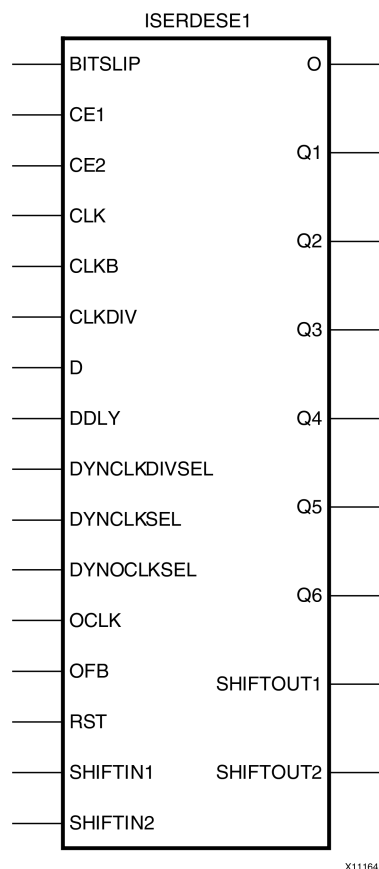 ISERDESE1
BITSLIP
O
CE1
Q1
CE2
CLK
Q2
CLKB
CLKDIV
Q3
D
DDLY
Q4
DYNCLKDIVSEL
Q5
DYNCLKSEL
DYNOCLKSEL
Q6
OCLK
OFB
SHIFTOUT1
RST
SHIFTIN1
SHIFTOUT2
SHIFTIN2
X11164